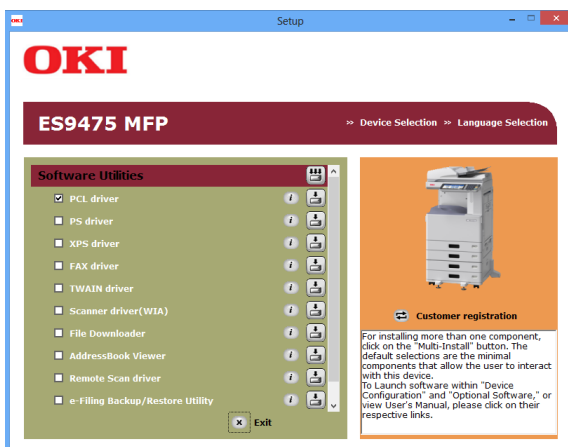 OKI
Setup
OKI
ES9475 MFP
» Device Selection » Language Selection
Software Utilities
PCL driver
PS driver
XPS driver
FAX driver
TWAIN driver
Scanner driver(WIA)
File Downloader
AddressBook Viewer
Remote Scan driver
e-Filing Backup/Restore Utility
x Exit
Customer registration
For installing more than one component,
click on the "Multi-Install" button. The
default selections are the minimal
components that allow the user to interact
with this device.
To Launch software within "Device
Configuration" and "Optional Software," or
view User's Manual, please click on their
respective links.